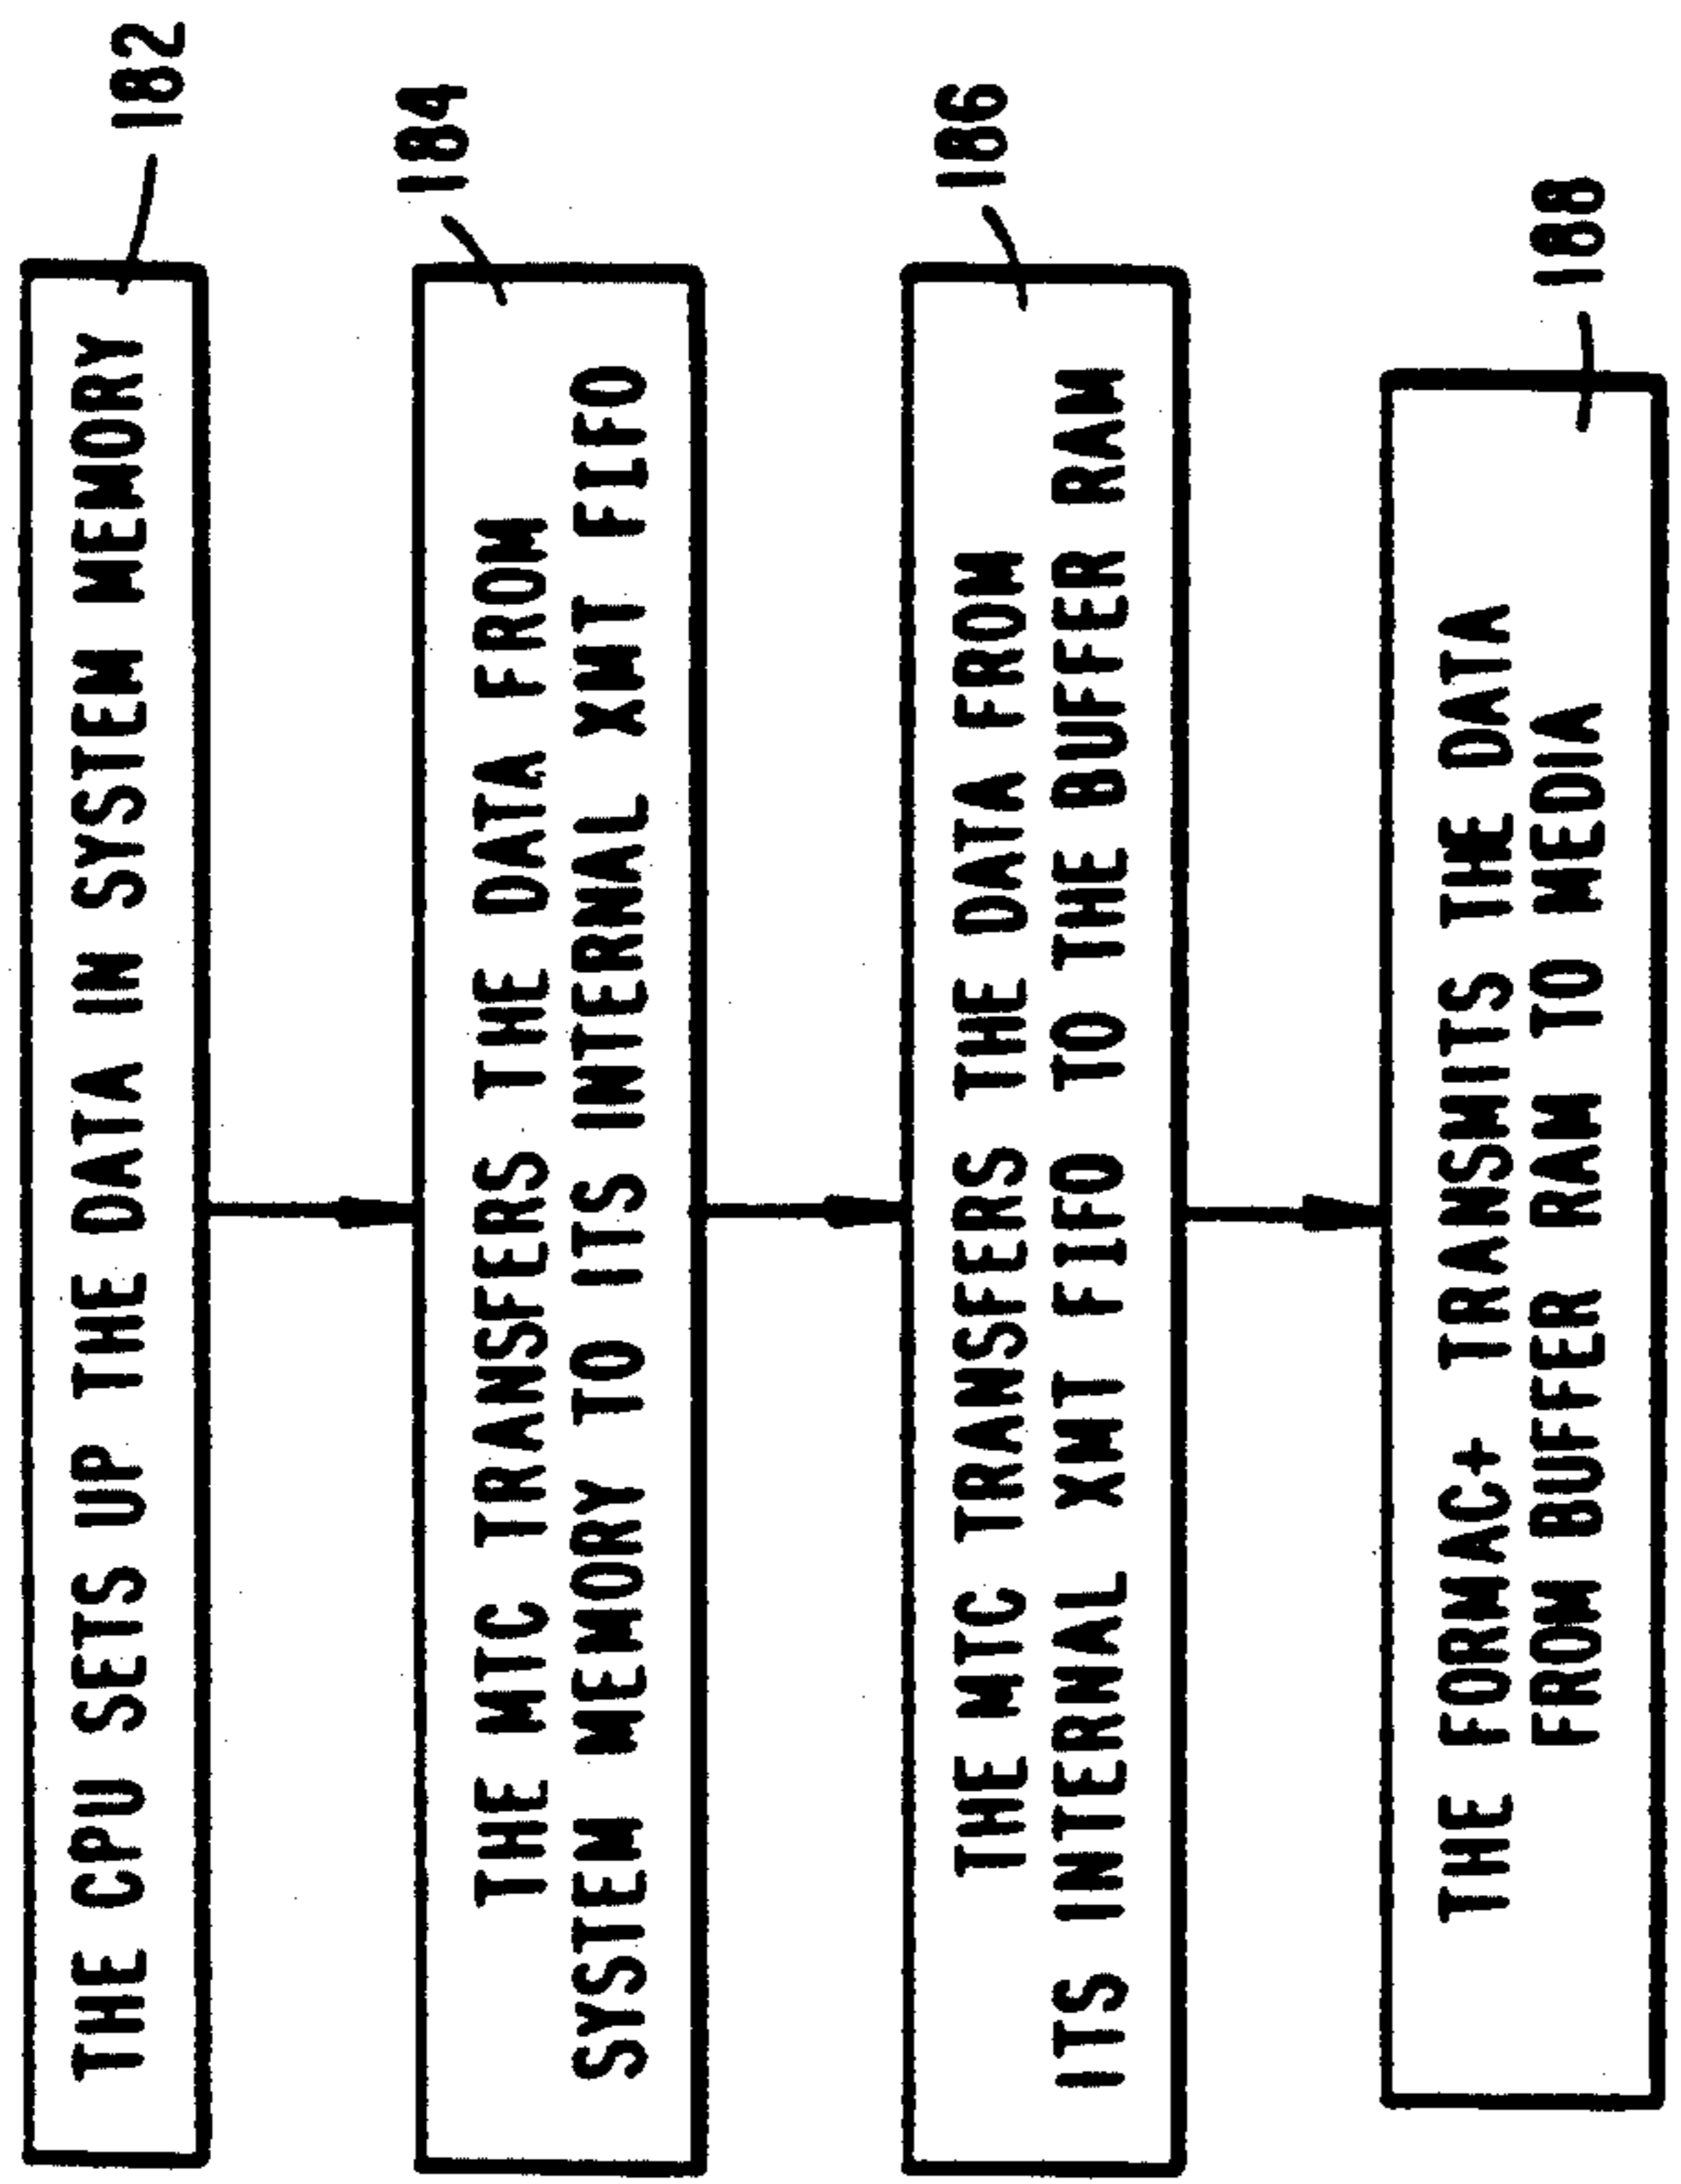 THE CPU SETS UP THE DATA IN SYSTEM MEMORY
182
THE MTC TRANSFERS THE DATA FROM
SYSTEM MEMORY TO ITS INTERNAL XMT FIFO
184
THE MTC TRANSFERS THE DATA FROM
ITS INTERNAL XMT FIFO TO THE BUFFER RAM
186
THE FORMAC+ TRANSMITS THE DATA
FROM BUFFER RAM TO MEDIA
188